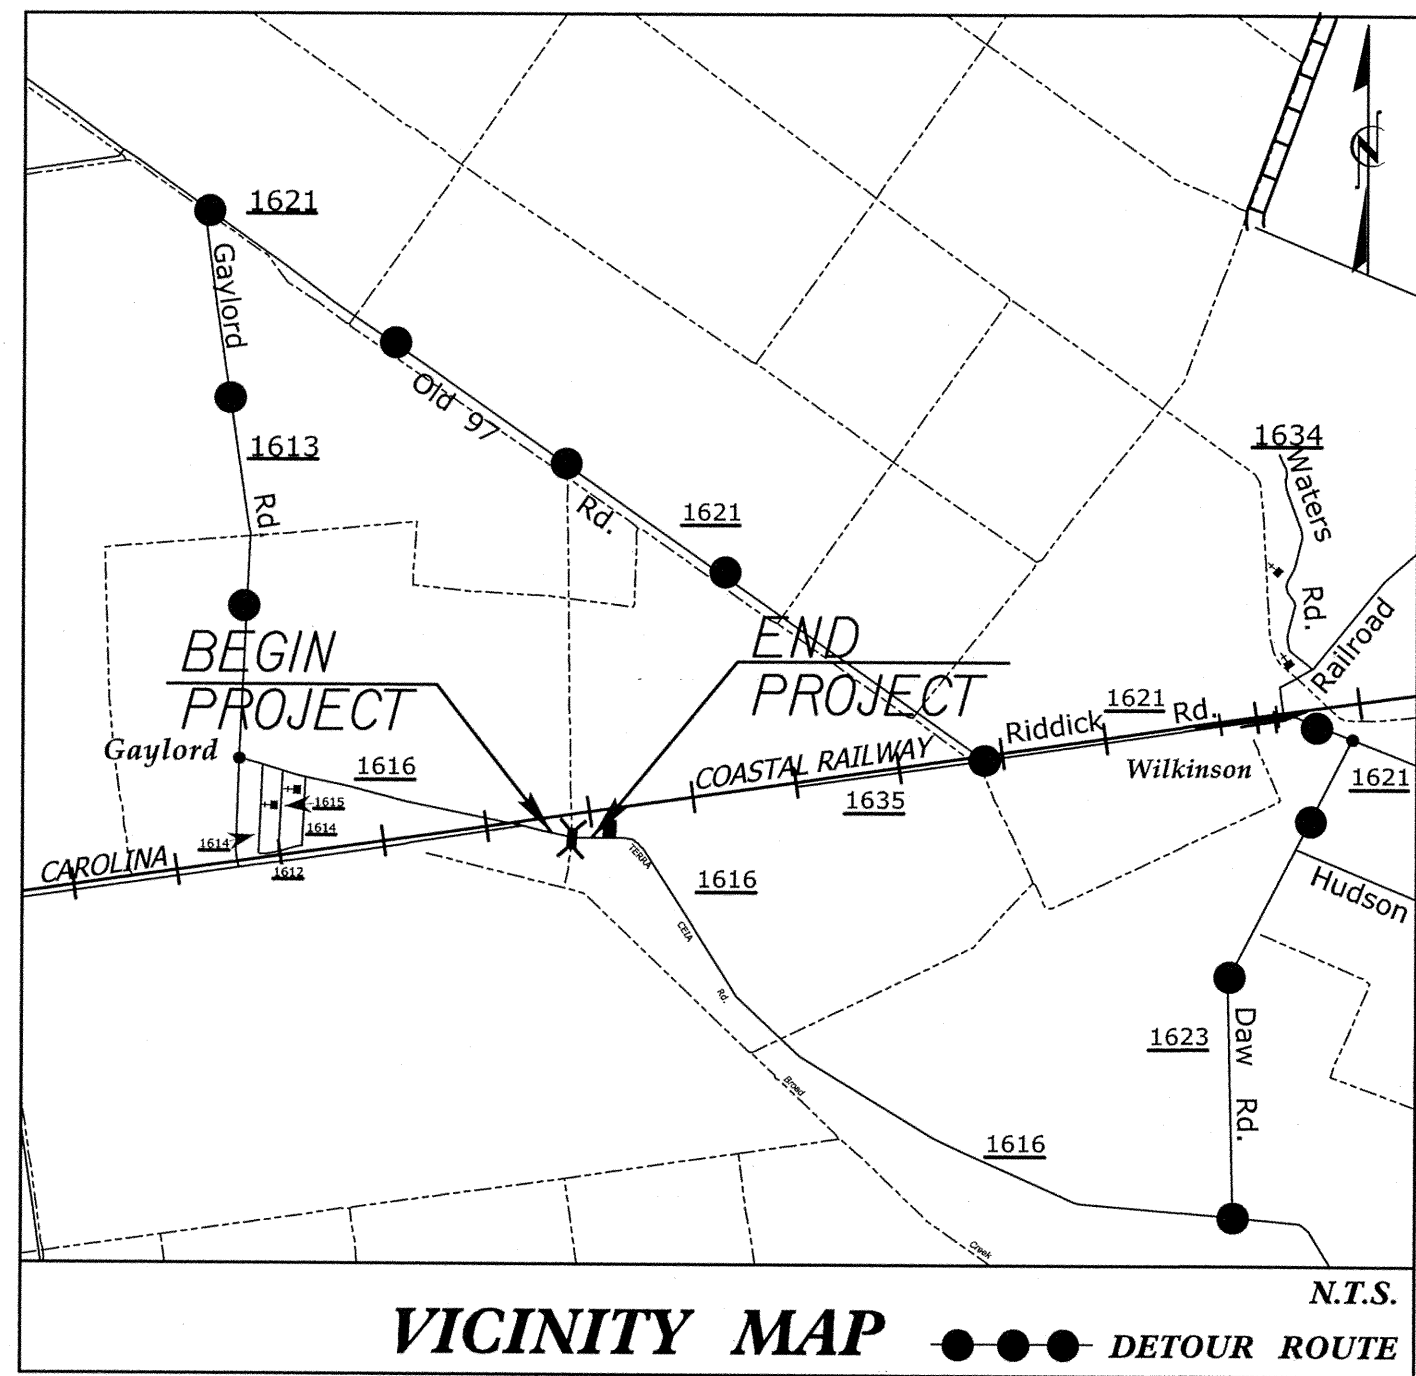 1621
Gaylord
Rd
1613
Old 97
Rd.
1621
N
1634
Waters
Rd.
Railroad
BEGIN
PROJECT
END
PROJECT
Riddick
1621
Rd.
Gaylord
1616
COASTAL RAILWAY
1635
Wilkinson
1621
1615
1614
1614
1612
CAROLINA
TERRA
CEIA
Rd.
1616
Hudson
1623
Daw
Rd.
Broad
Creek
1616
N.T.S.
VICINITY MAP
DETOUR ROUTE